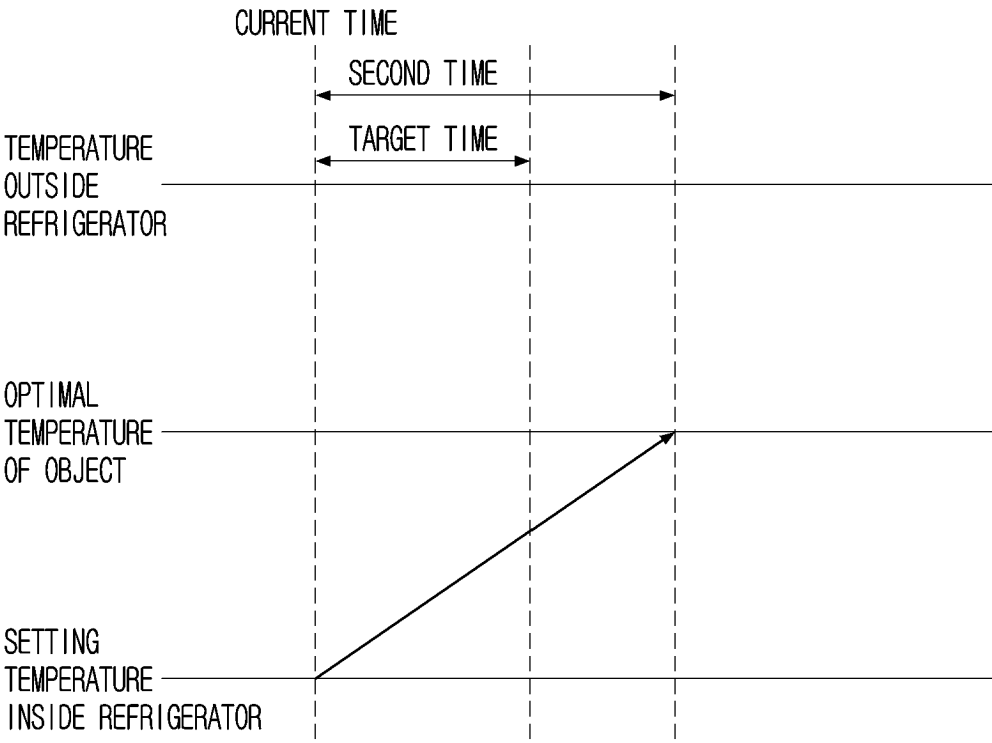 CURRENT TIME
SECOND TIME
TARGET TIME
TEMPERATURE
OUTSIDE
REFRIGERATOR
OPTIMAL
TEMPERATURE
OF OBJECT
SETTING
TEMPERATURE
INSIDE REFRIGERATOR